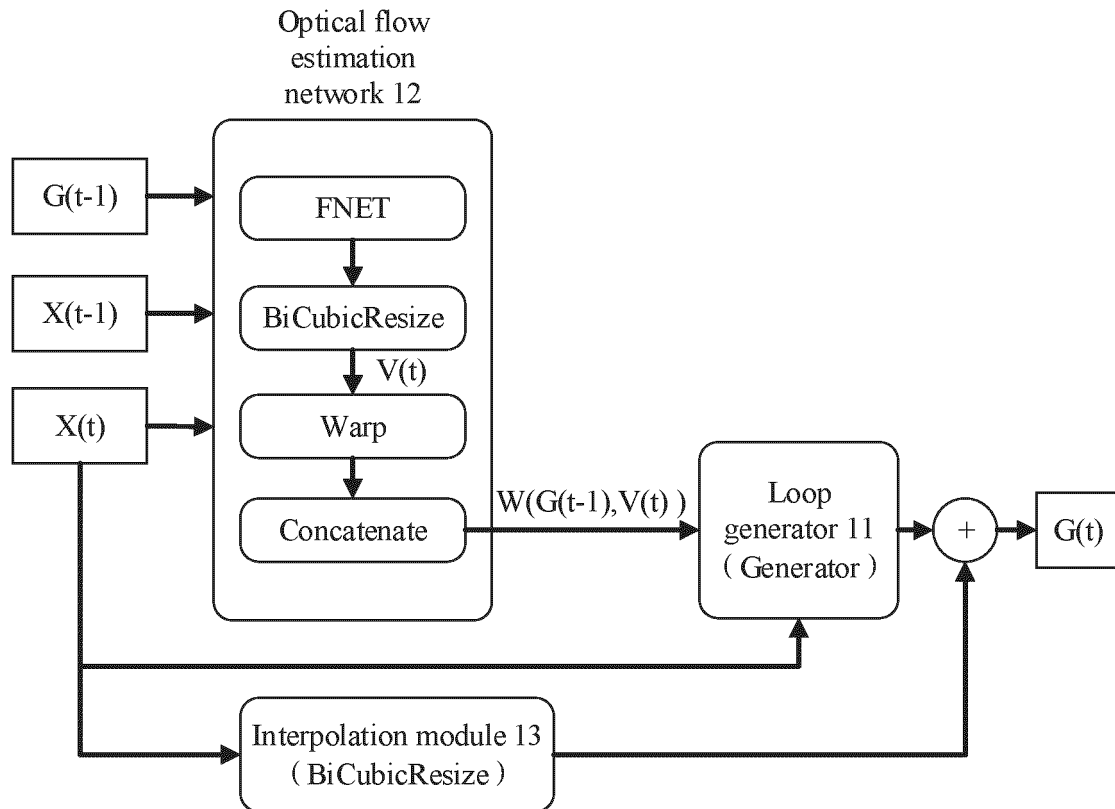 Optical flow
estimation
network 12
G(t-1)
X(t-1)
X(t)
FNET
BiCubicResize
V(t)
Warp
Concatenate
W(G(t-1),V(t) )
Loop
generator 11
( Generator )
+
G(t)
Interpolation module 13
( BiCubicResize )